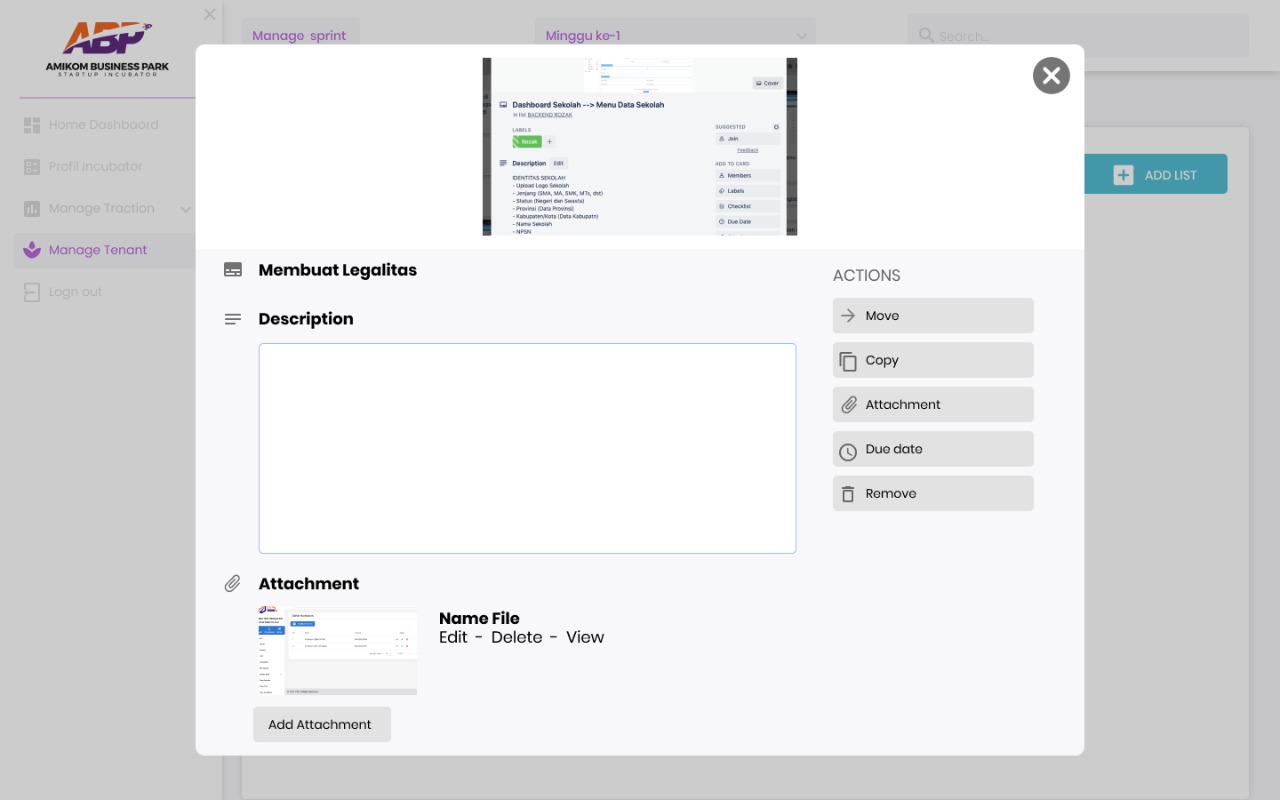 ABP
AMIKOM BUSINESS PARK
STARTUP INCUBATOR
Manage sprint
Minggu ke-1
Search...
Home Dashbaord
Profil Incubator
Manage Traction
Manage Tenant
Logn out
ADD LIST
Cover
Dashboard Sekolah --> Menu Data Sekolah
in list BACKEND ROZAK
LABELS
Rozak
+
Description
Edit
IDENTITAS SEKOLAH
- Upload Logo Sekolah
- Jenjang (SMA, MA, SMK, MTs, dst)
- Status (Negeri dan Swasta)
- Provinsi (Data Provinsi)
- Kabupaten/Kota (Data Kabupatn)
- Nama Sekolah
- NPSN
SUGGESTED
Join
Feedback
ADD TO CARD
Members
Labels
Checklist
Due Date
Membuat Legalitas
Description
ACTIONS
Move
Copy
Attachment
Due date
Remove
Attachment
Name File
Edit - Delete - View
Add Attachment